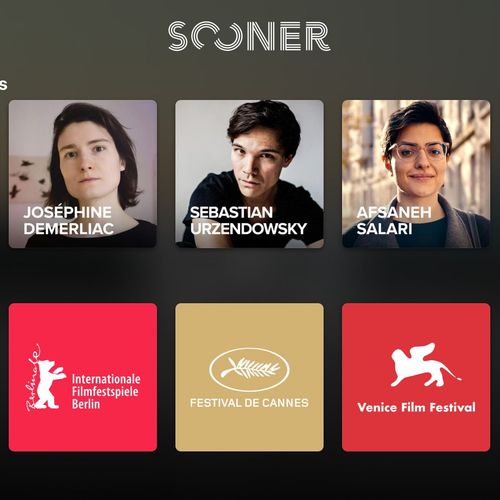 SOONER
s
JOSÉPHINE
DEMERLIAC
SEBASTIAN
URZENDOWSKY
AFSANEH
SALARI
Berlinale
Internationale
Filmfestspiele
Berlin
FESTIVAL DE CANNES
Venice Film Festival